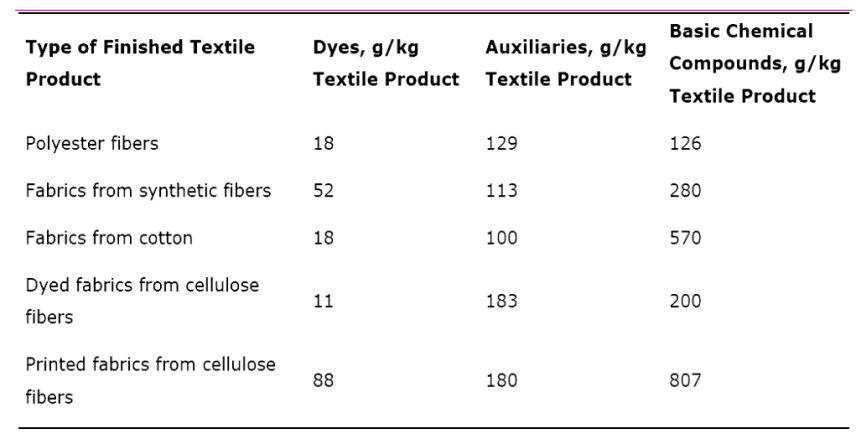 Type of Finished Textile Product Dyes, g/kg Textile Product Auxiliaries, g/kg Textile Product Basic Chemical Compounds, g/kg Textile Product
Polyester fibers 18 129 126
Fabrics from synthetic fibers 52 113 280
Fabrics from cotton 18 100 570
Dyed fabrics from cellulose fibers 11 183 200
Printed fabrics from cellulose fibers 88 180 807